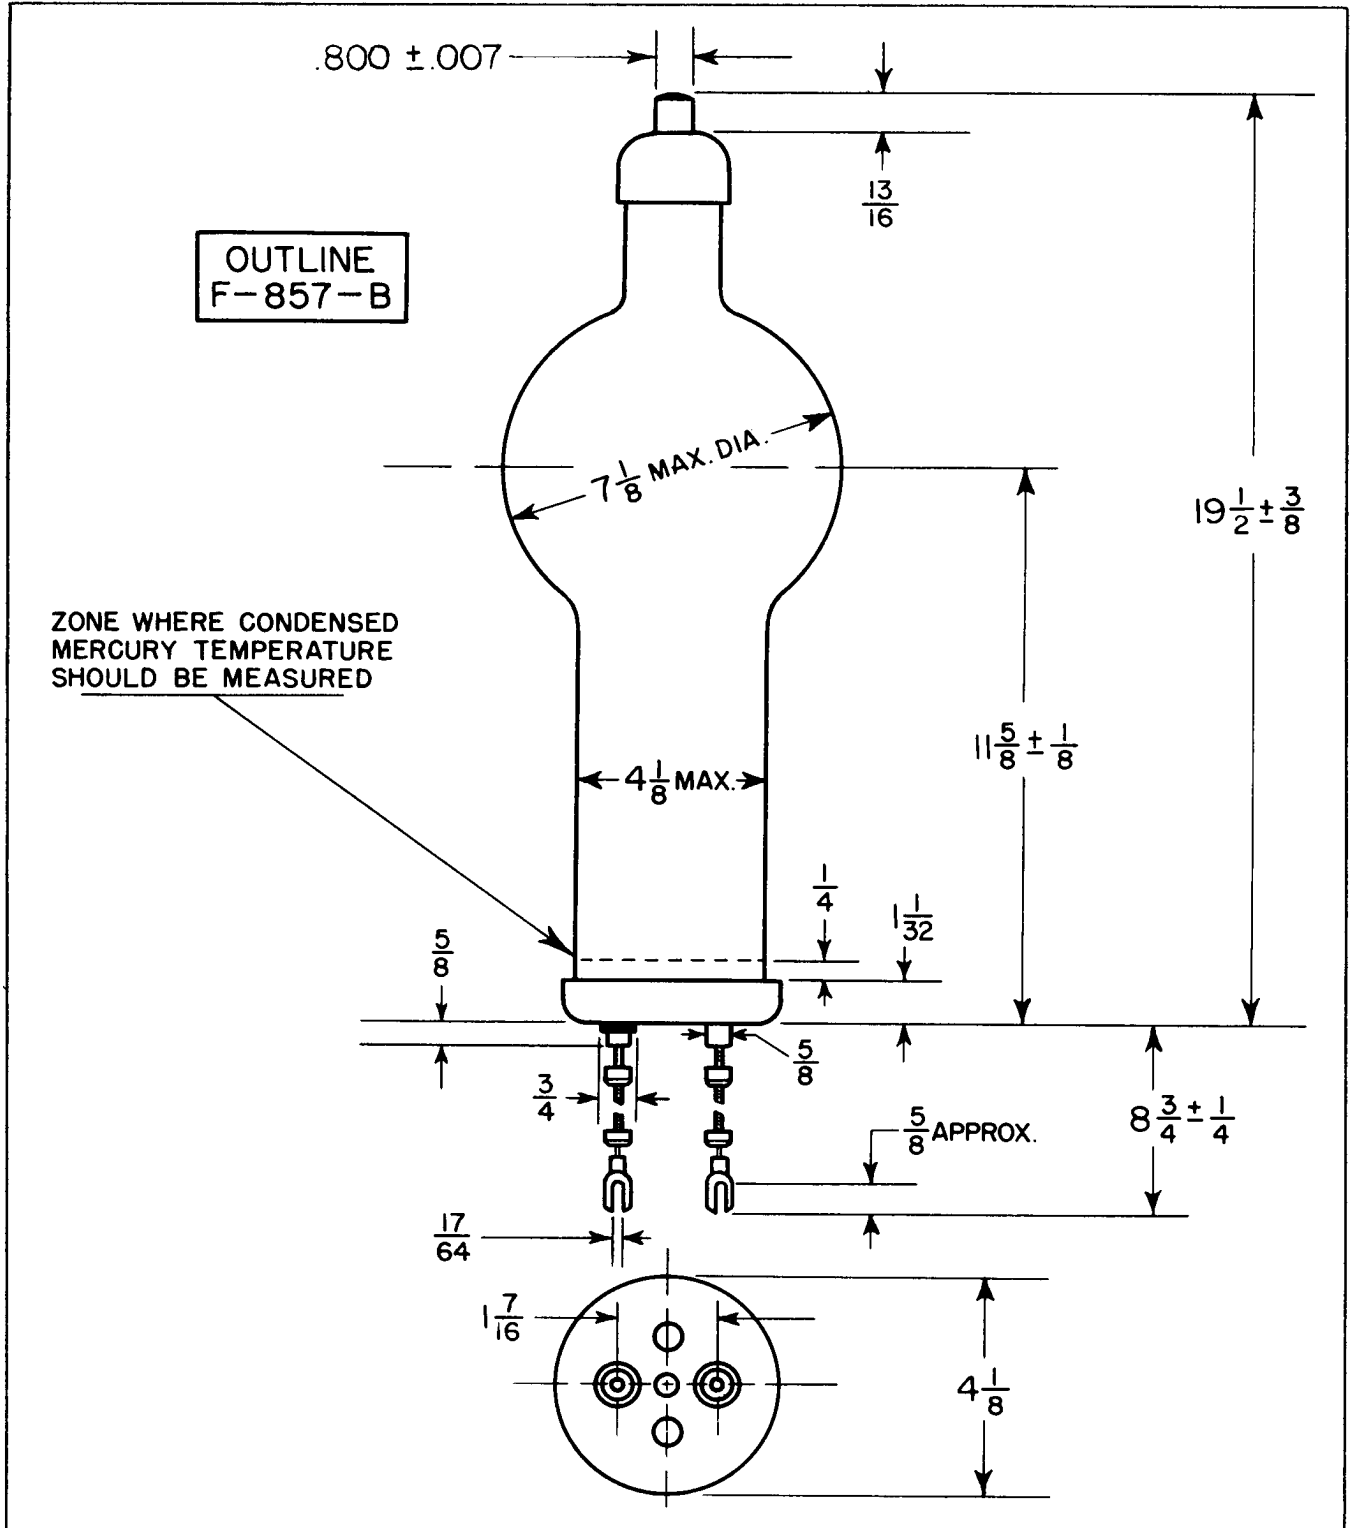 .800 ±.007
13/16
OUTLINE
F-857-B
7 1/8 MAX. DIA.
19 1/2 ± 3/8
ZONE WHERE CONDENSED
MERCURY TEMPERATURE
SHOULD BE MEASURED
11 5/8 ± 1/8
4 1/8 MAX.
1/4
1 1/32
5/8
5/8
3/4
5/8 APPROX.
8 3/4 ± 1/4
17/64
1 7/16
4 1/8